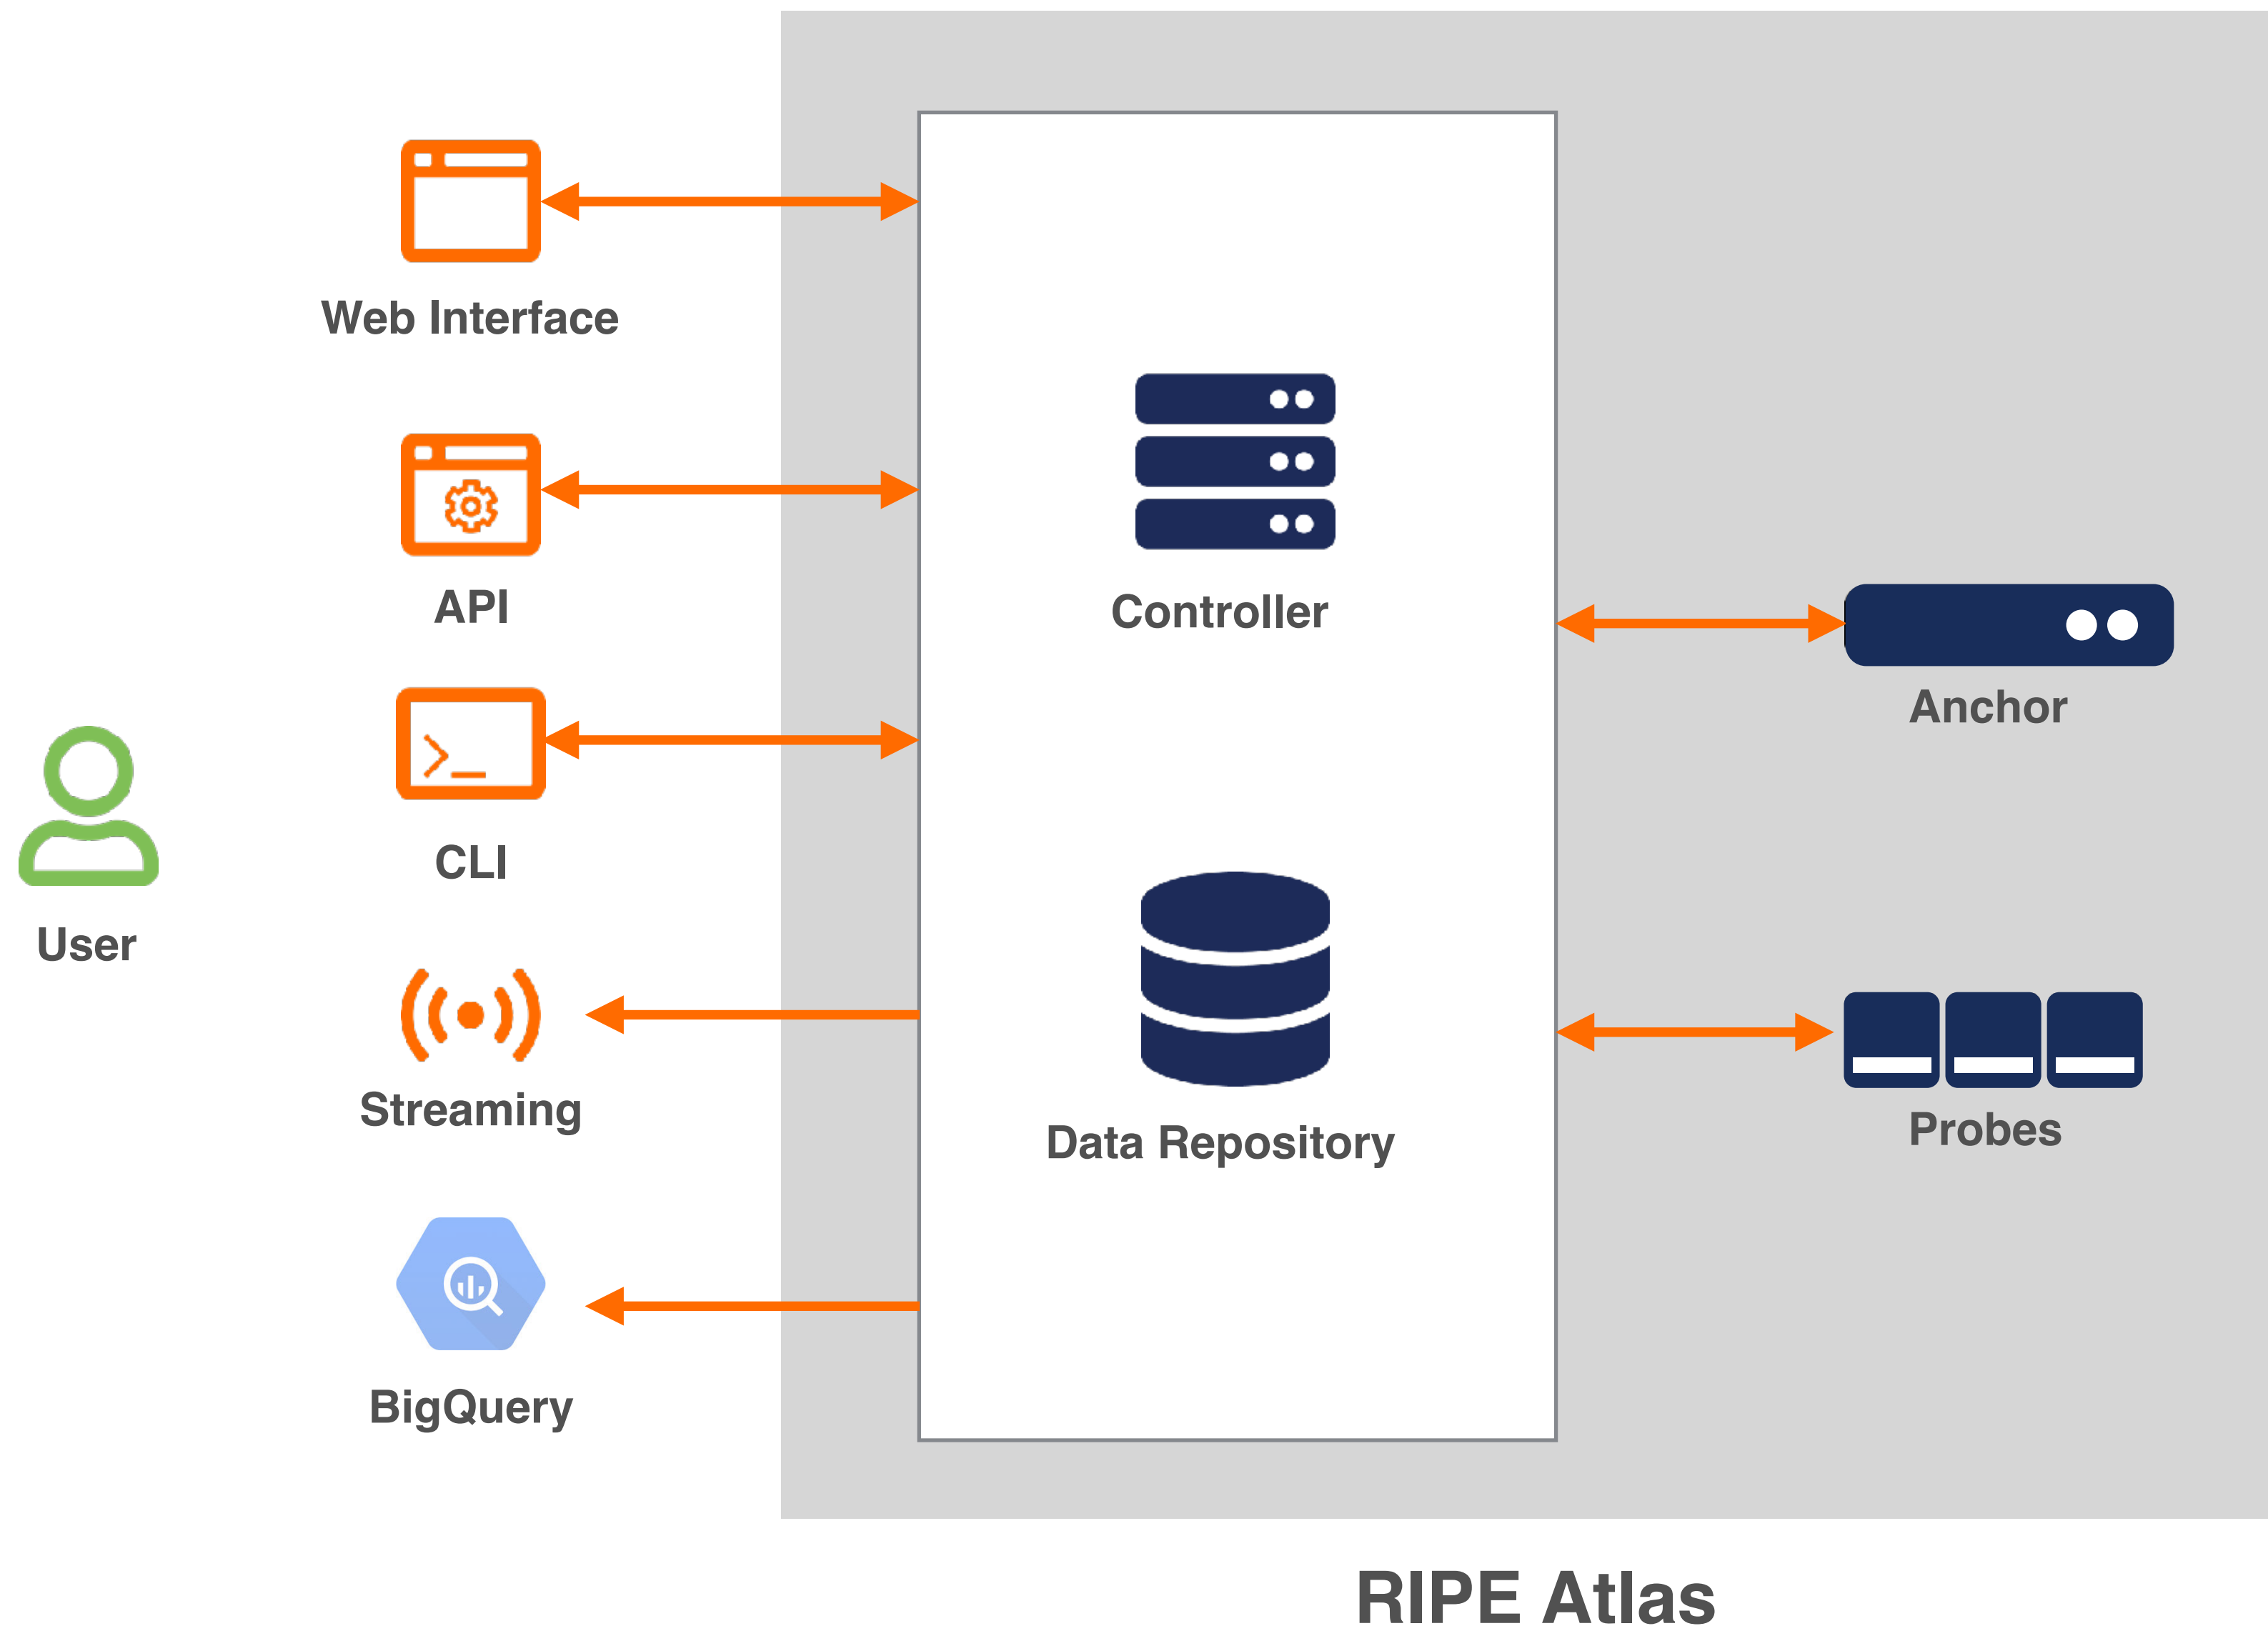 Web Interface
API
CLI
User
Streaming
BigQuery
Controller
Data Repository
Anchor
Probes
RIPE Atlas